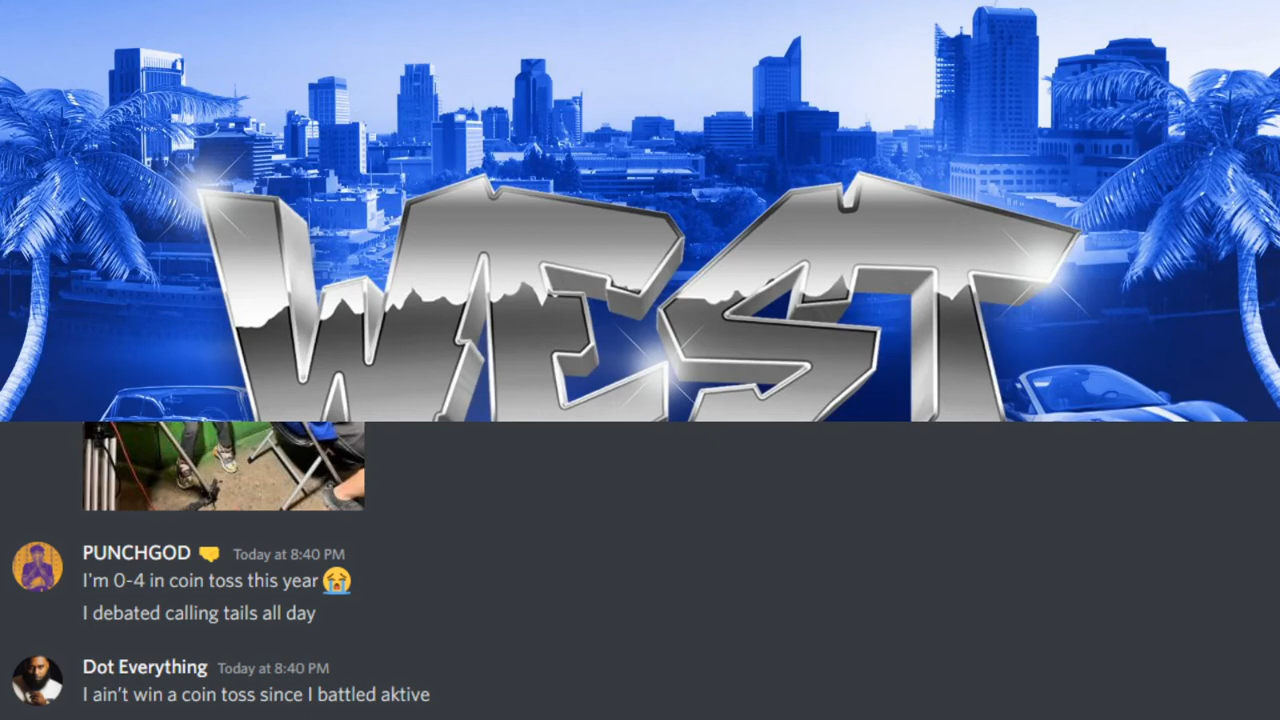 WEST
PUNCHGOD 🤜 Today at 8:40 PM
I'm 0-4 in coin toss this year 😭
I debated calling tails all day
Dot Everything Today at 8:40 PM
I ain't win a coin toss since I battled aktive